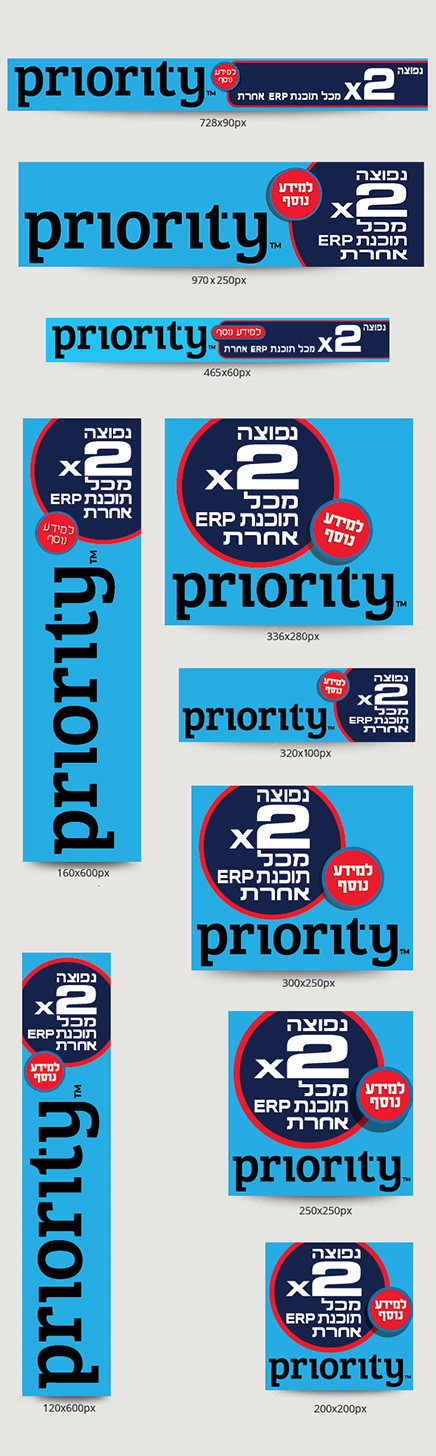 priority™
למידע
נוסף
נפוצה
x2
מכל תוכנת ERP אחרת
728x90px
priority™
למידע
נוסף
נפוצה
x2
מכל
תוכנת ERP
אחרת
970 x 250px
priority™
למידע נוסף
נפוצה
x2
מכל תוכנת ERP אחרת
465x60px
נפוצה
x2
מכל
תוכנת ERP
אחרת
למידע
נוסף
priority™
160x600px
נפוצה
x2
מכל
תוכנת ERP
אחרת
למידע
נוסף
priority™
336x280px
priority™
למידע
נוסף
נפוצה
x2
מכל
תוכנת ERP
אחרת
320x100px
נפוצה
x2
מכל
תוכנת ERP
אחרת
למידע
נוסף
priority™
300x250px
נפוצה
x2
מכל
תוכנת ERP
אחרת
למידע
נוסף
priority™
120x600px
נפוצה
x2
מכל
תוכנת ERP
אחרת
למידע
נוסף
priority™
250x250px
נפוצה
x2
מכל
תוכנת ERP
אחרת
למידע
נוסף
priority™
200x200px